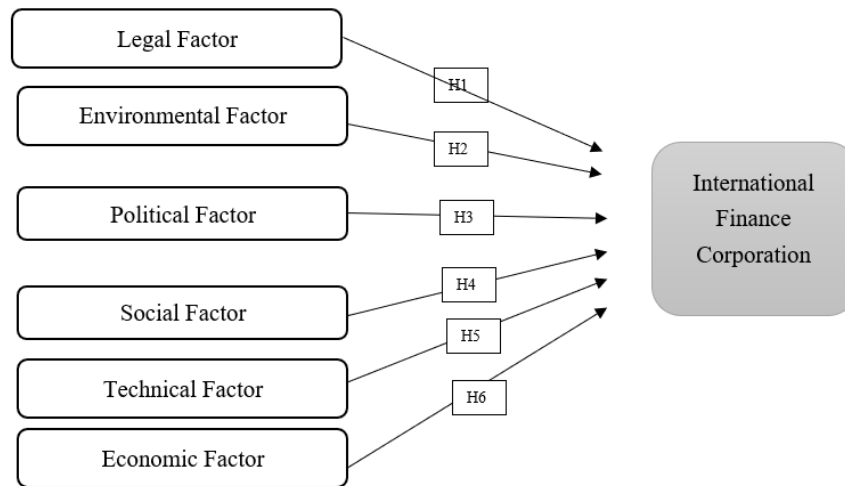 Legal Factor
H1
Environmental Factor
H2
Political Factor
H3
Social Factor
H4
Technical Factor
H5
Economic Factor
H6
International
Finance
Corporation